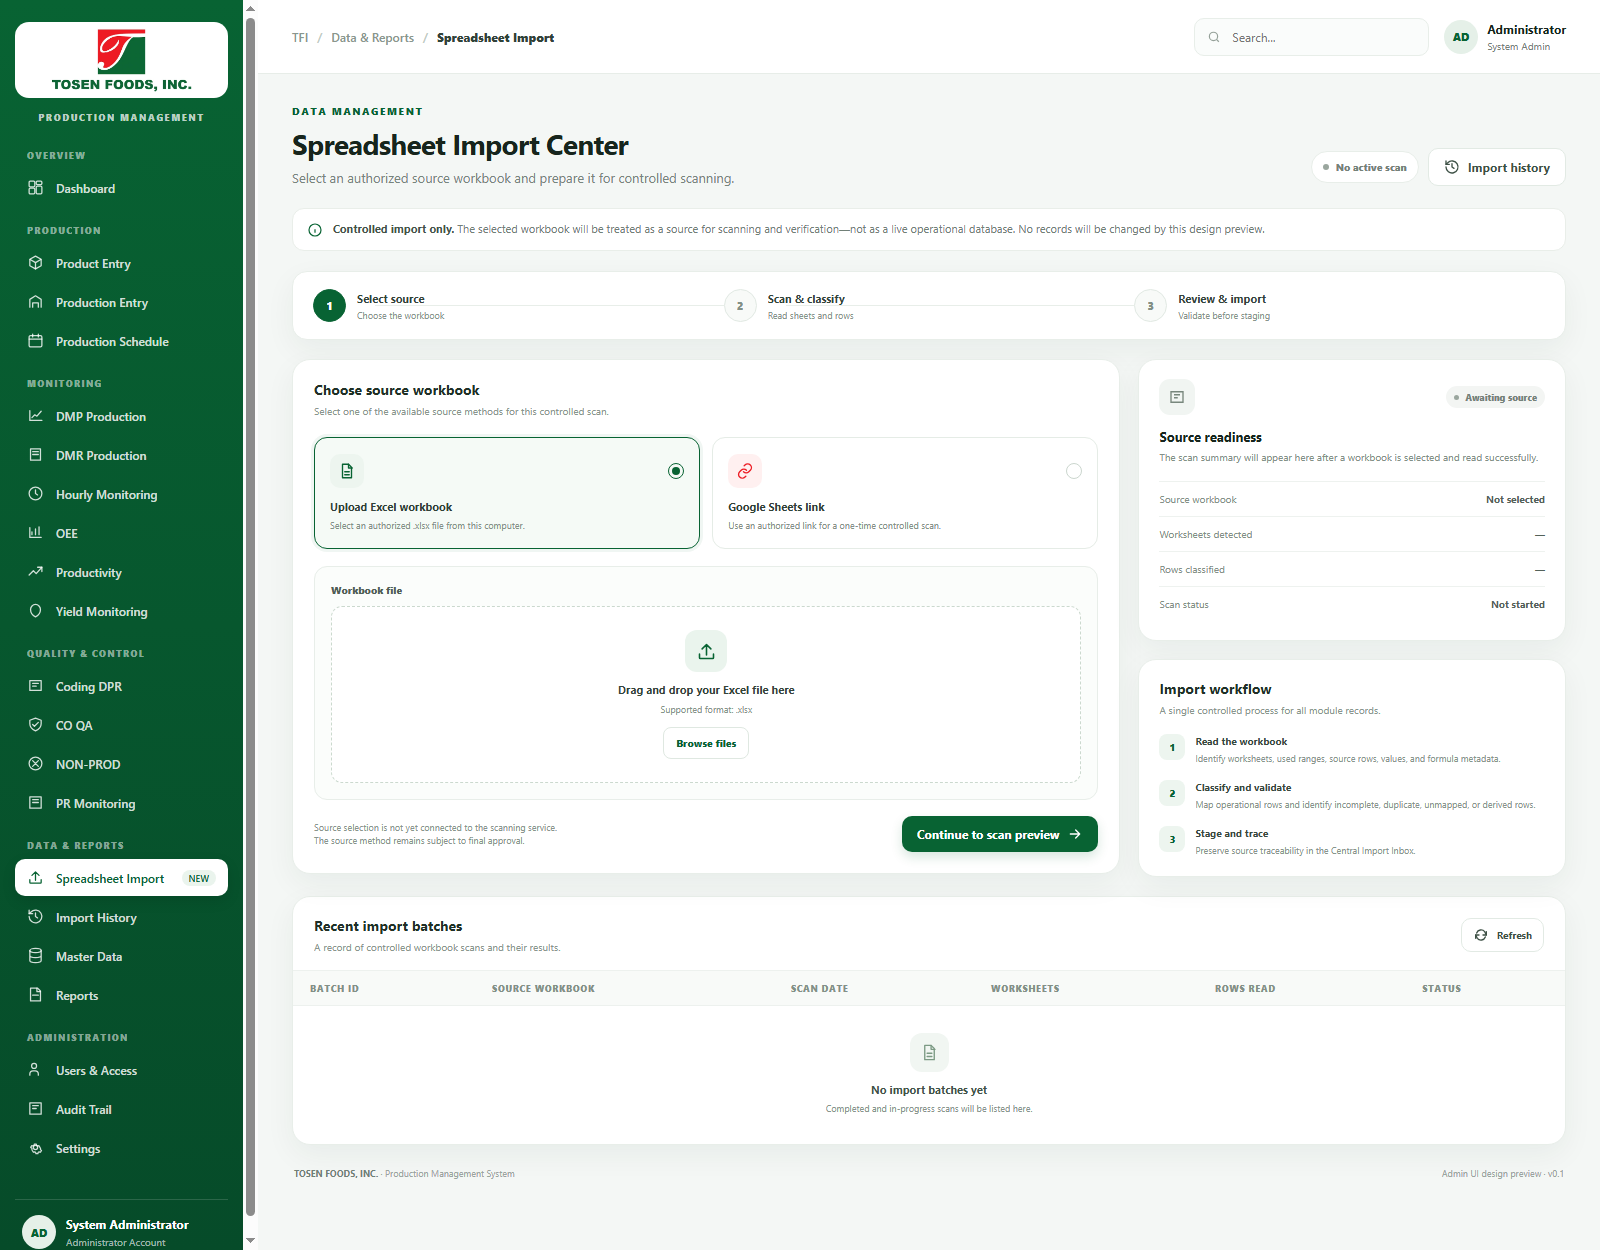 TOSEN FOODS, INC.
PRODUCTION MANAGEMENT
OVERVIEW
Dashboard
PRODUCTION
Product Entry
Production Entry
Production Schedule
MONITORING
DMP Production
DMR Production
Hourly Monitoring
OEE
Productivity
Yield Monitoring
QUALITY & CONTROL
Coding DPR
CO QA
NON-PROD
PR Monitoring
DATA & REPORTS
Spreadsheet Import NEW
Import History
Master Data
Reports
ADMINISTRATION
Users & Access
Audit Trail
Settings
AD
System Administrator
Administrator Account
TFI / Data & Reports / Spreadsheet Import
Search...
AD
Administrator
System Admin
DATA MANAGEMENT
Spreadsheet Import Center
Select an authorized source workbook and prepare it for controlled scanning.
No active scan
Import history
Controlled import only. The selected workbook will be treated as a source for scanning and verification—not as a live operational database. No records will be changed by this design preview.
1
Select source
Choose the workbook
2
Scan & classify
Read sheets and rows
3
Review & import
Validate before staging
Choose source workbook
Select one of the available source methods for this controlled scan.
Upload Excel workbook
Select an authorized .xlsx file from this computer.
Google Sheets link
Use an authorized link for a one-time controlled scan.
Workbook file
Drag and drop your Excel file here
Supported format: .xlsx
Browse files
Source selection is not yet connected to the scanning service.
The source method remains subject to final approval.
Continue to scan preview
Awaiting source
Source readiness
The scan summary will appear here after a workbook is selected and read successfully.
Source workbook Not selected
Worksheets detected —
Rows classified —
Scan status Not started
Import workflow
A single controlled process for all module records.
1
Read the workbook
Identify worksheets, used ranges, source rows, values, and formula metadata.
2
Classify and validate
Map operational rows and identify incomplete, duplicate, unmapped, or derived rows.
3
Stage and trace
Preserve source traceability in the Central Import Inbox.
Recent import batches
A record of controlled workbook scans and their results.
Refresh
BATCH ID SOURCE WORKBOOK SCAN DATE WORKSHEETS ROWS READ STATUS
No import batches yet
Completed and in-progress scans will be listed here.
TOSEN FOODS, INC. · Production Management System
Admin UI design preview · v0.1